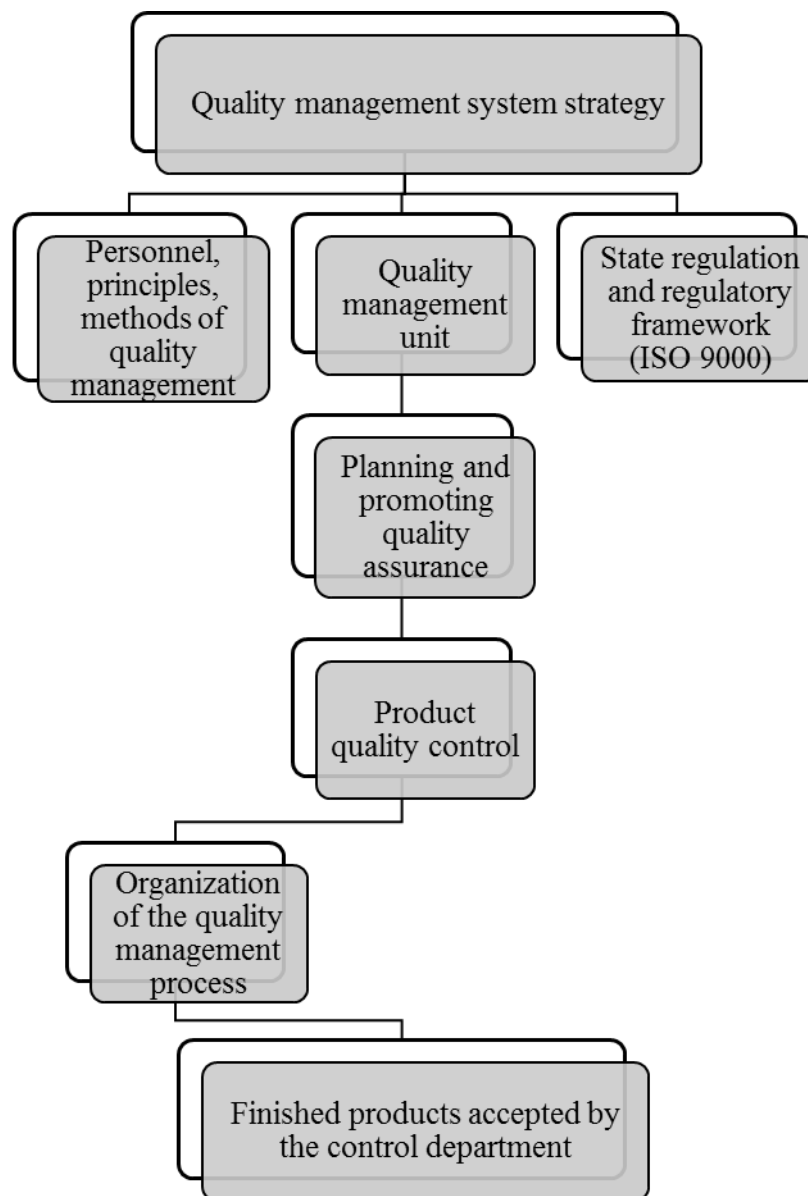 Quality management system strategy
Personnel,
principles,
methods of
quality
management
Quality
management
unit
State regulation
and regulatory
framework
(ISO 9000)
Planning and
promoting
quality
assurance
Product
quality control
Organization
of the quality
management
process
Finished products accepted by
the control department